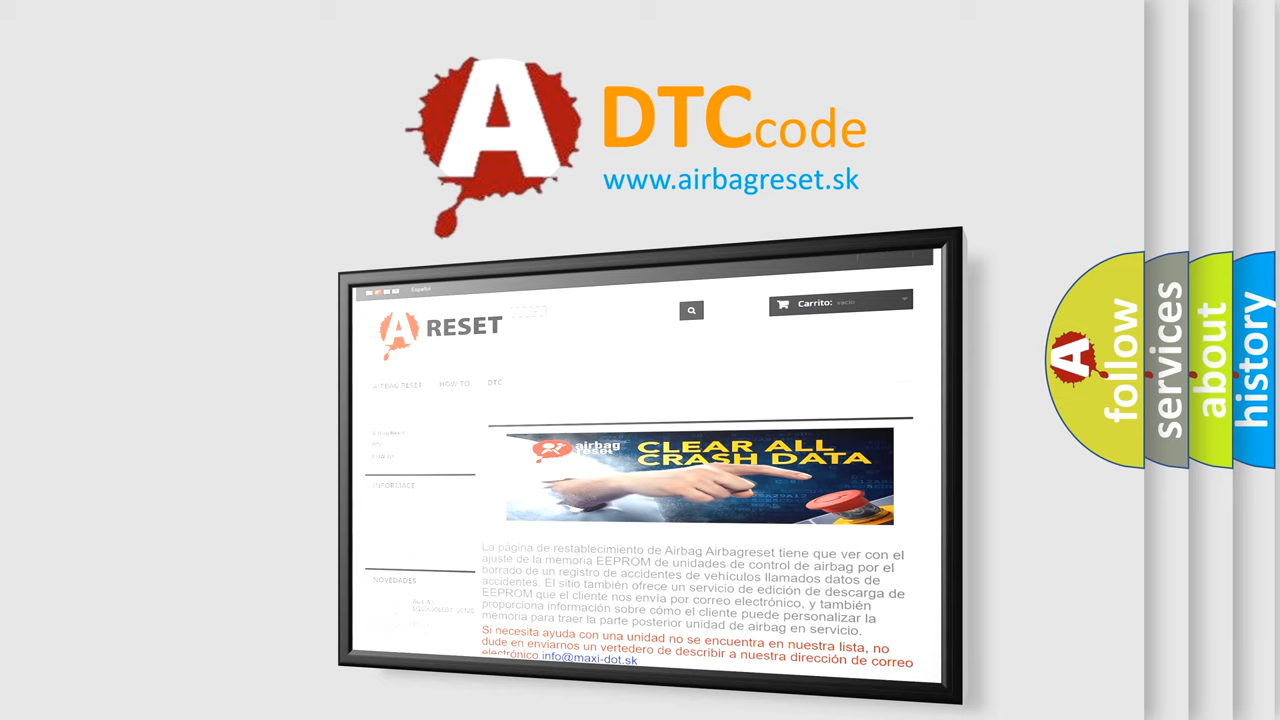 A
DTCcode
www.airbagreset.sk
Español
A RESET
Carrito: vacío
AIRBAG RESET HOW TO DTC
airbag
reset
CLEAR ALL
CRASH DATA
INFORMACE
La página de restablecimiento de Airbag Airbagreset tiene que ver con el
ajuste de la memoria EEPROM de unidades de control de airbag por el
borrado de un registro de accidentes de vehículos llamados datos de
accidentes. El sitio también ofrece un servicio de edición de descarga de
EEPROM que el cliente nos envía por correo electrónico, y también
proporciona información sobre cómo el cliente puede personalizar la
memoria para traer la parte posterior unidad de airbag en servicio.
NOVEDADES
Si necesita ayuda con una unidad no se encuentra en nuestra lista, no
dude en enviarnos un vertedero de describir a nuestra dirección de correo
electrónico info@maxi-dot.sk
A
follow
services
about
history